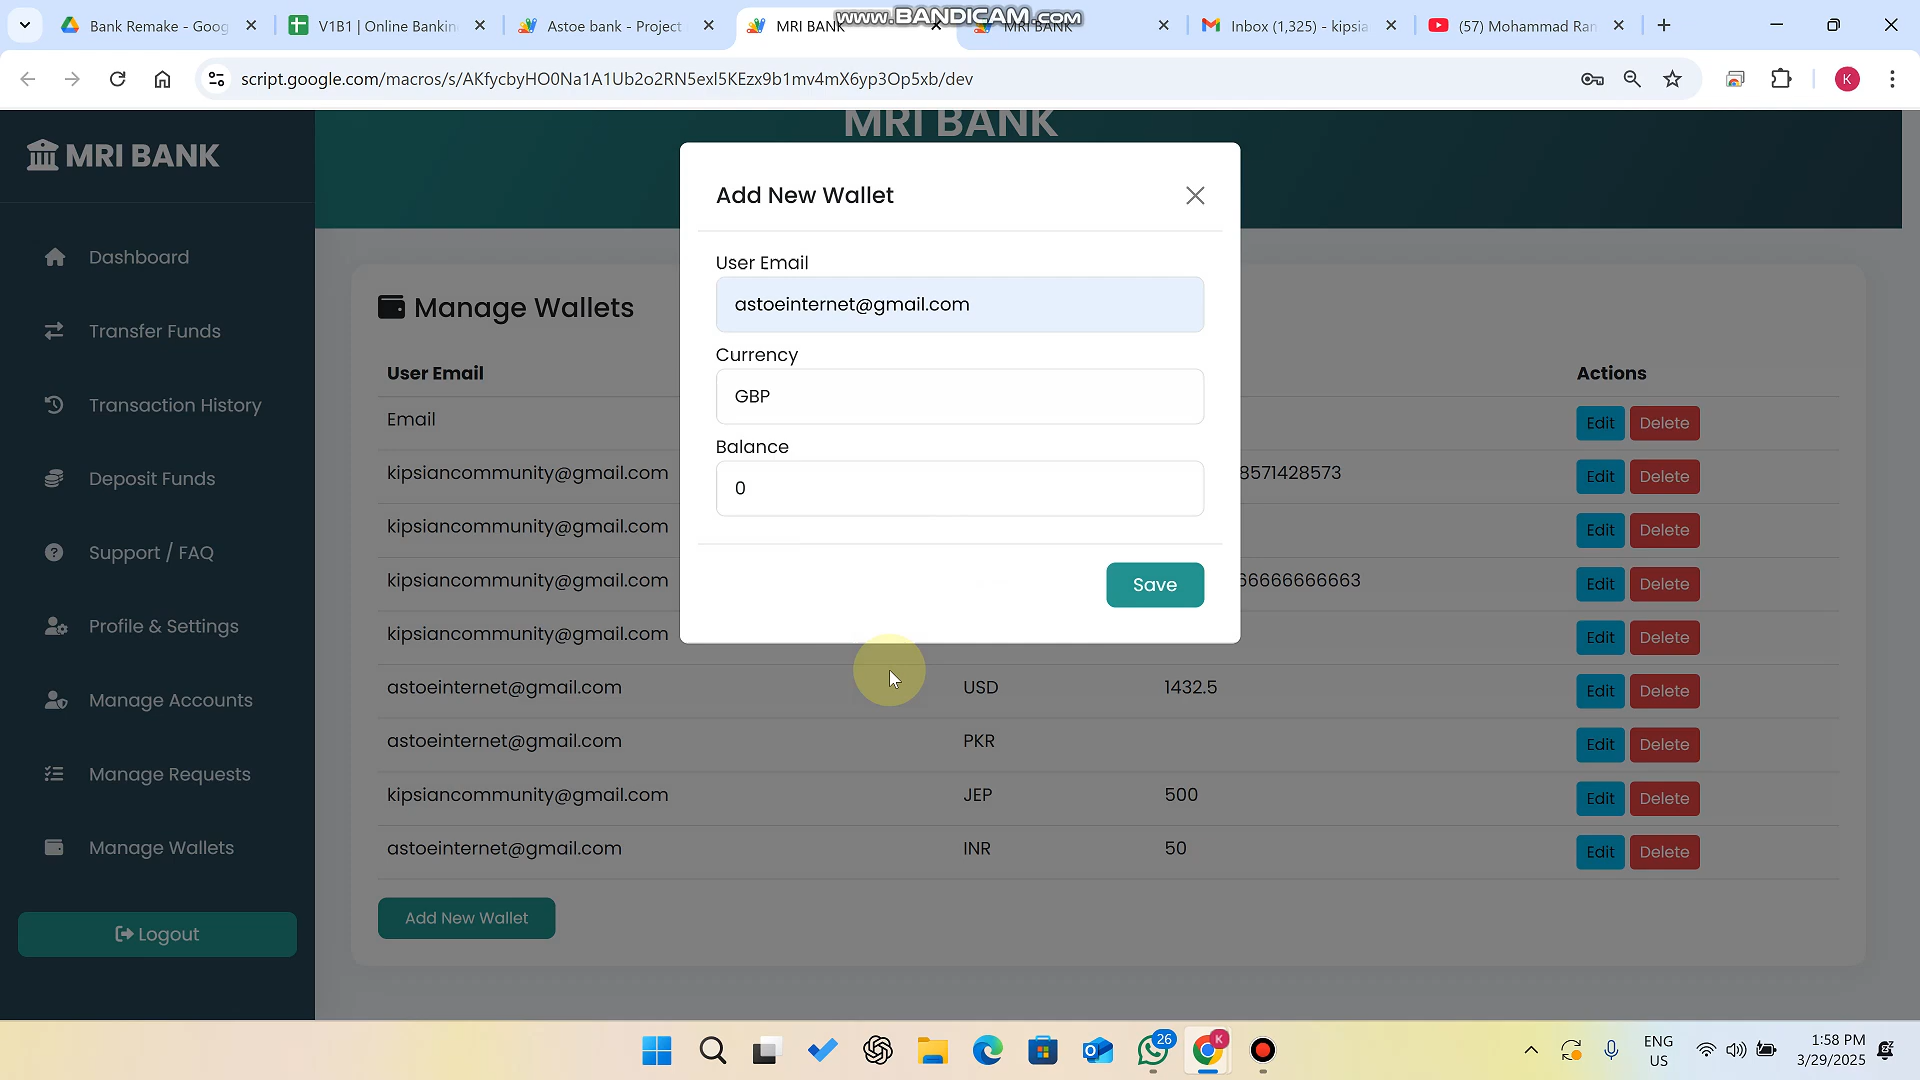 Bank Remake - Goog
V1B1 | Online Bankin
Astoe bank - Project
MRI BANK
MRI BANK
Inbox (1,325) - kipsia
(57) Mohammad Ran
www.BANDICAM.com
script.google.com/macros/s/AKfycbyHO0Na1A1Ub2o2RN5exI5KEzx9b1mv4mX6yp3Op5xb/dev
K
MRI BANK
Dashboard
Transfer Funds
Transaction History
Deposit Funds
Support / FAQ
Profile & Settings
Manage Accounts
Manage Requests
Manage Wallets
Logout
MRI BANK
Manage Wallets
User Email
Actions
Email
Edit Delete
kipsiancommunity@gmail.com 8571428573 Edit Delete
kipsiancommunity@gmail.com Edit Delete
kipsiancommunity@gmail.com 66666666663 Edit Delete
kipsiancommunity@gmail.com Edit Delete
astoeinternet@gmail.com USD 1432.5 Edit Delete
astoeinternet@gmail.com PKR Edit Delete
kipsiancommunity@gmail.com JEP 500 Edit Delete
astoeinternet@gmail.com INR 50 Edit Delete
Add New Wallet
Add New Wallet
User Email
astoeinternet@gmail.com
Currency
GBP
Balance
0
Save
26
K
ENG
US
1:58 PM
3/29/2025